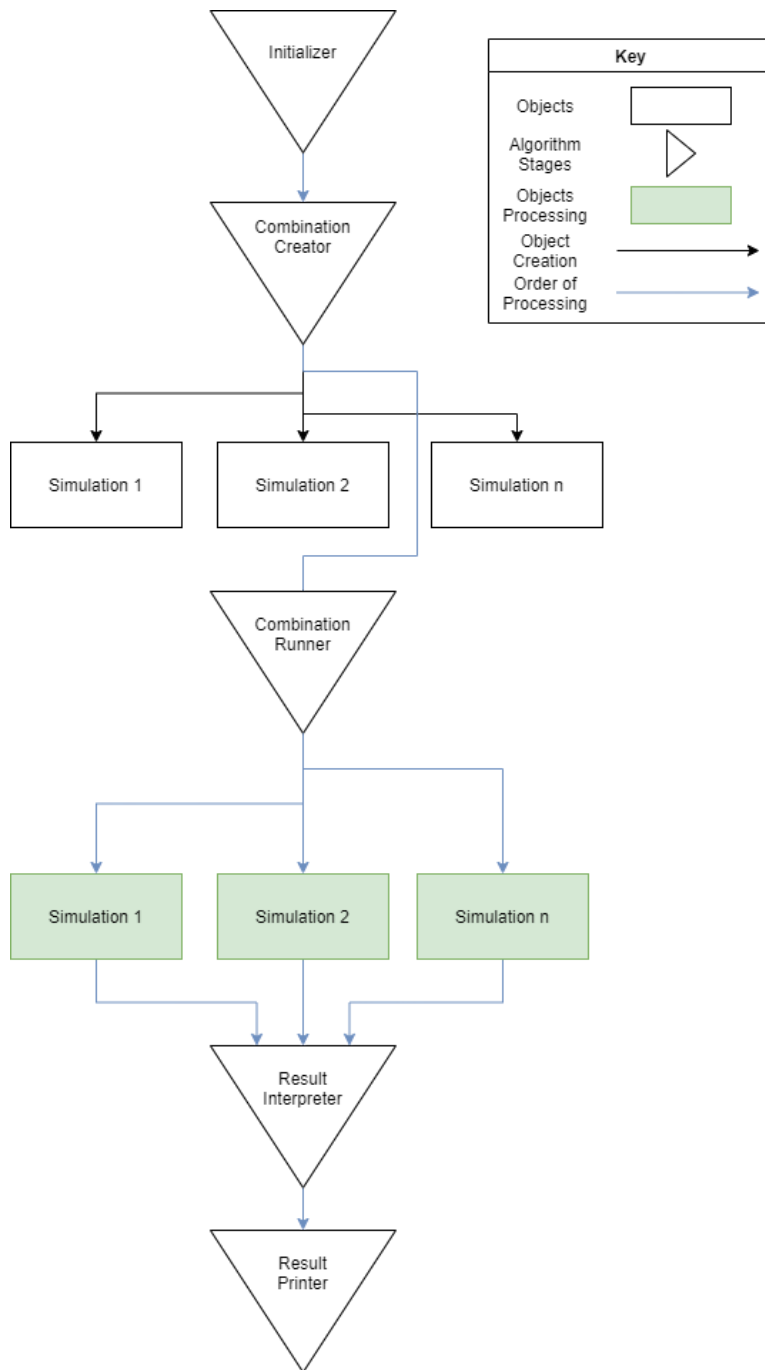 Initializer
Key
Objects
Algorithm
Stages
Objects
Processing
Object
Creation
Order of
Processing
Combination
Creator
Simulation 1
Simulation 2
Simulation n
Combination
Runner
Simulation 1
Simulation 2
Simulation n
Result
Interpreter
Result
Printer